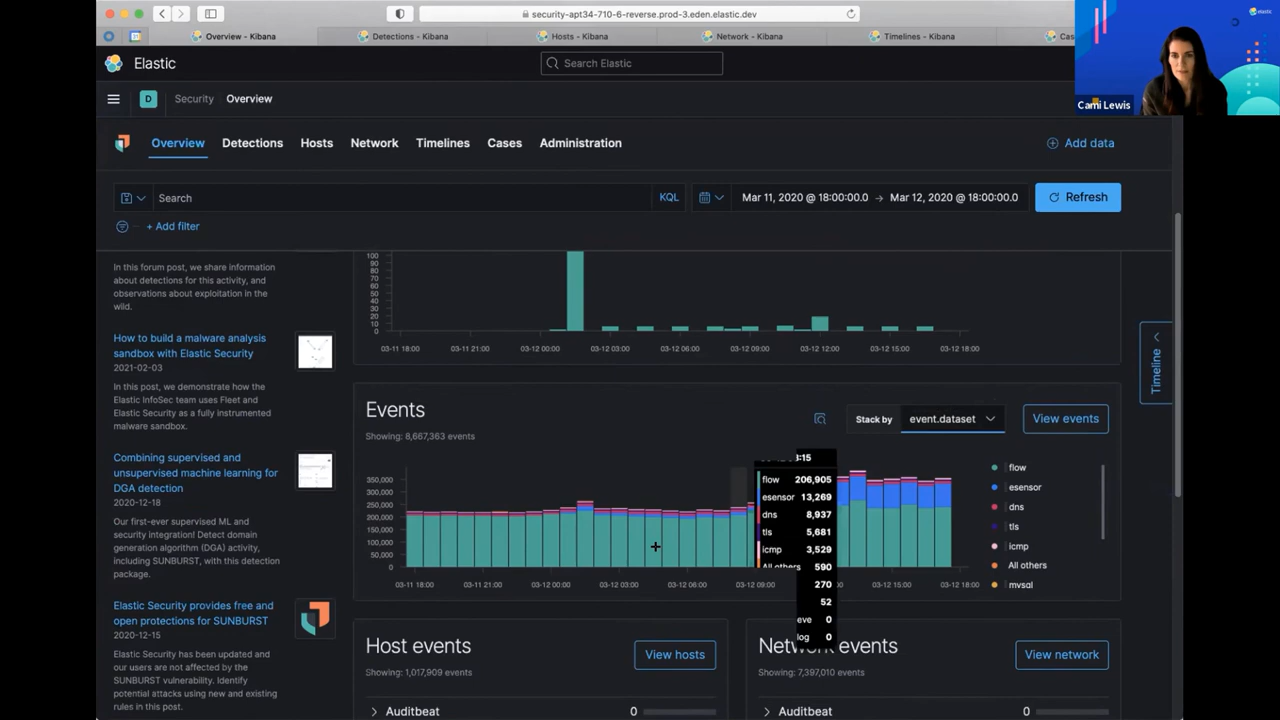 security-apt34-710-6-reverse.prod-3.eden.elastic.dev
Overview - Kibana
Detections - Kibana
Hosts - Kibana
Network - Kibana
Timelines - Kibana
Cas
elastic
Cami Lewis
Elastic
Search Elastic
D Security Overview
Overview Detections Hosts Network Timelines Cases Administration
Add data
Search KQL
Mar 11, 2020 @ 18:00:00.0 → Mar 12, 2020 @ 18:00:00.0
Refresh
+ Add filter
In this forum post, we share information
about detections for this activity, and
observations about exploitation in the
wild.
How to build a malware analysis
sandbox with Elastic Security
2021-02-03
In this post, we demonstrate how the
Elastic InfoSec team uses Fleet and
Elastic Security as a fully instrumented
malware sandbox.
Combining supervised and
unsupervised machine learning for
DGA detection
2020-12-18
Our first-ever supervised ML and
security integration! Detect domain
generation algorithm (DGA) activity,
including SUNBURST, with this detection
package.
Elastic Security provides free and
open protections for SUNBURST
2020-12-15
Elastic Security has been updated and
our users are not affected by the
SUNBURST vulnerability. Identify
potential attacks using new and existing
rules in this post.
100
90
80
70
60
50
40
30
20
10
0
03-11 18:00 03-11 21:00 03-12 00:00 03-12 03:00 03-12 06:00 03-12 09:00 03-12 12:00 03-12 15:00 03-12 18:00
Timeline
Events
Showing: 8,667,363 events
Stack by event.dataset
View events
350,000
300,000
250,000
200,000
150,000
100,000
50,000
0
03-11 18:00 03-11 21:00 03-12 00:00 03-12 03:00 03-12 06:00 03-12 09:00 03-12 15:00 03-12 18:00
:15
flow 206,905
esensor 13,269
dns 8,937
tls 5,681
icmp 3,529
All others 590
270
52
eve 0
log 0
flow
esensor
dns
tls
icmp
All others
mysql
Host events
Showing: 1,017,909 events
View hosts
Auditbeat 0
Network events
Showing: 7,397,010 events
View network
Auditbeat 0